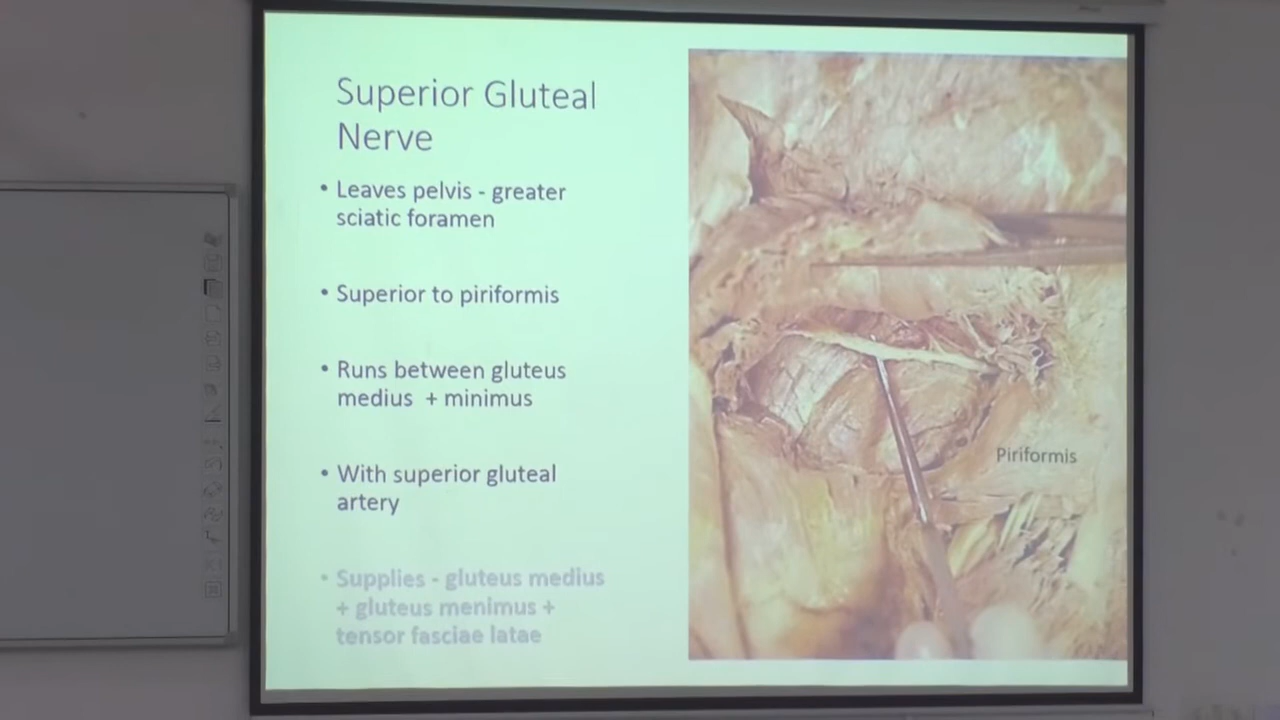 Superior Gluteal
Nerve
• Leaves pelvis - greater
sciatic foramen
• Superior to piriformis
• Runs between gluteus
medius + minimus
• With superior gluteal
artery
• Supplies - gluteus medius
+ gluteus menimus +
tensor fasciae latae
Piriformis